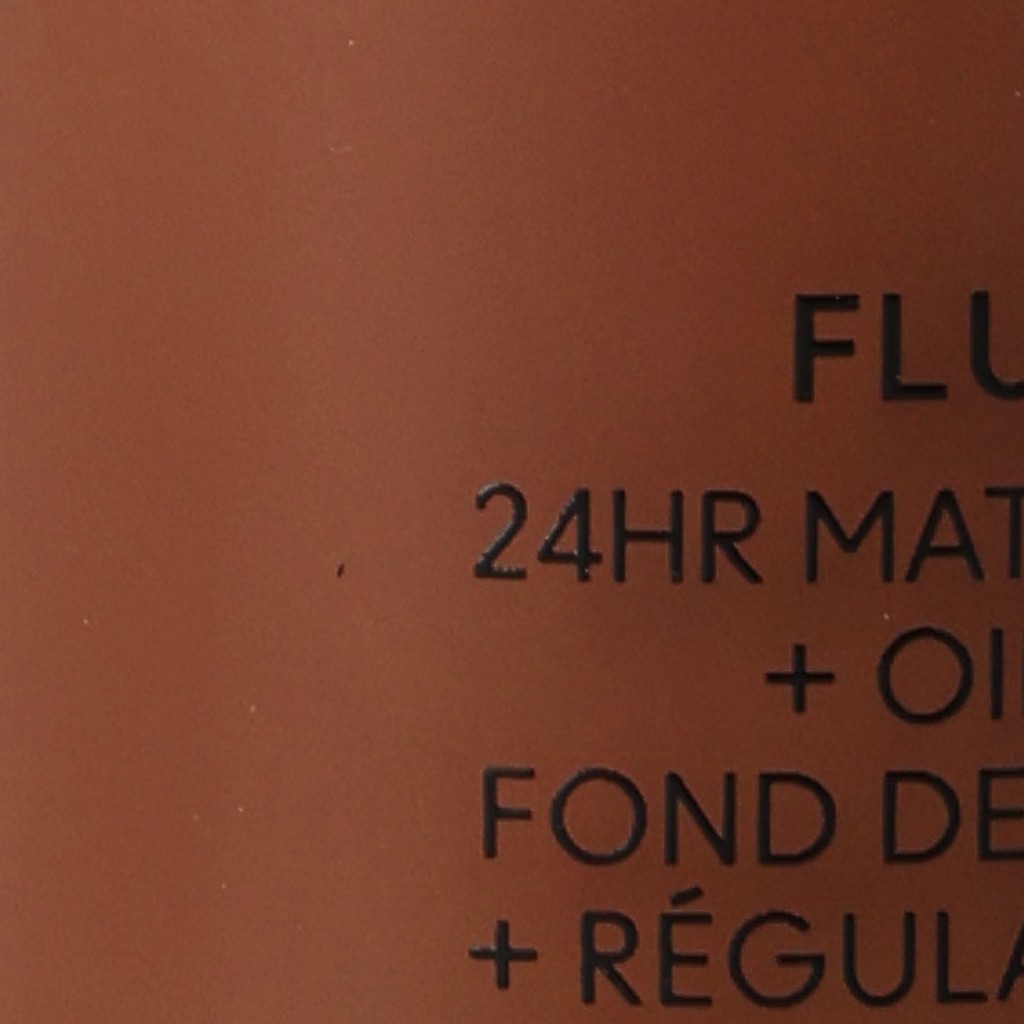 FLU
24HR MAT
+ OI
FOND DE
+ RÉGULA